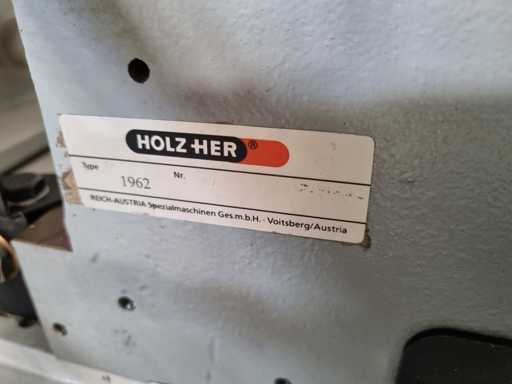 HOLZ-HER®
Type Nr.
1962
REICH-AUSTRIA Spezialmaschinen Ges.m.b.H. · Voitsberg/Austria